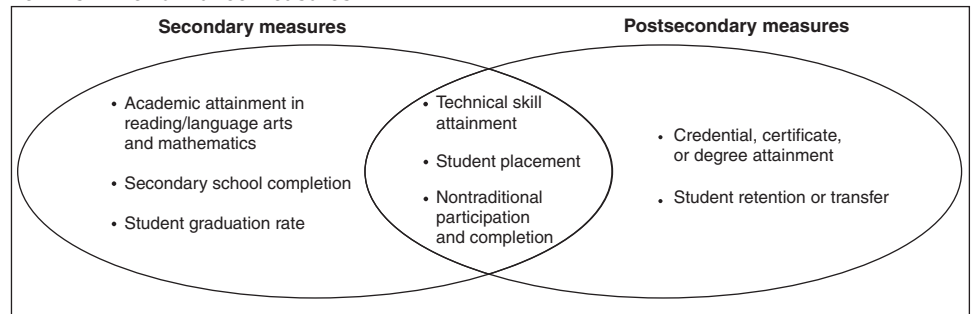 Secondary measures
Postsecondary measures
• Academic attainment in
reading/language arts
and mathematics
• Secondary school completion
• Student graduation rate
• Technical skill
attainment
• Student placement
• Nontraditional
participation
and completion
• Credential, certificate,
or degree attainment
• Student retention or transfer